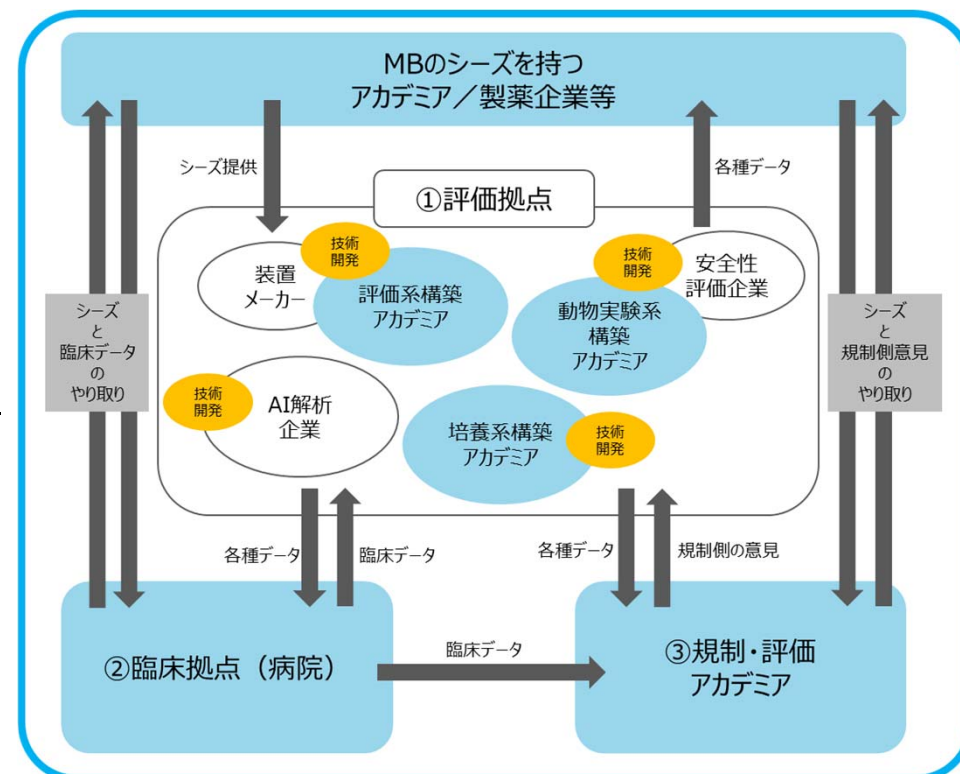 MBのシーズを持つ
アカデミア／製薬企業等
シーズ提供
各種データ
①評価拠点
技術
開発
装置
メーカー
評価系構築
アカデミア
技術
開発
安全性
評価企業
動物実験系
構築
アカデミア
シーズ
と
臨床データ
の
やり取り
シーズ
と
規制側意見
の
やり取り
技術
開発
AI解析
企業
培養系構築
アカデミア
技術
開発
各種データ
臨床データ
各種データ
規制側の意見
②臨床拠点（病院）
臨床データ
③規制・評価
アカデミア